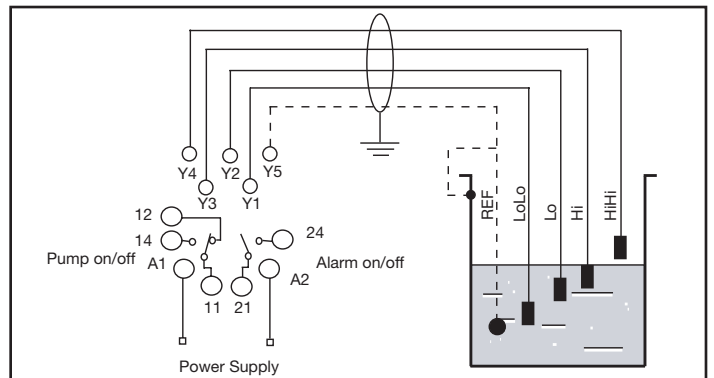 Y4
Y3
Y2
Y1
Y5
12
14
24
Pump on/off
A1
A2
Alarm on/off
11
21
Power Supply
REF
LoLo
Lo
Hi
HiHi